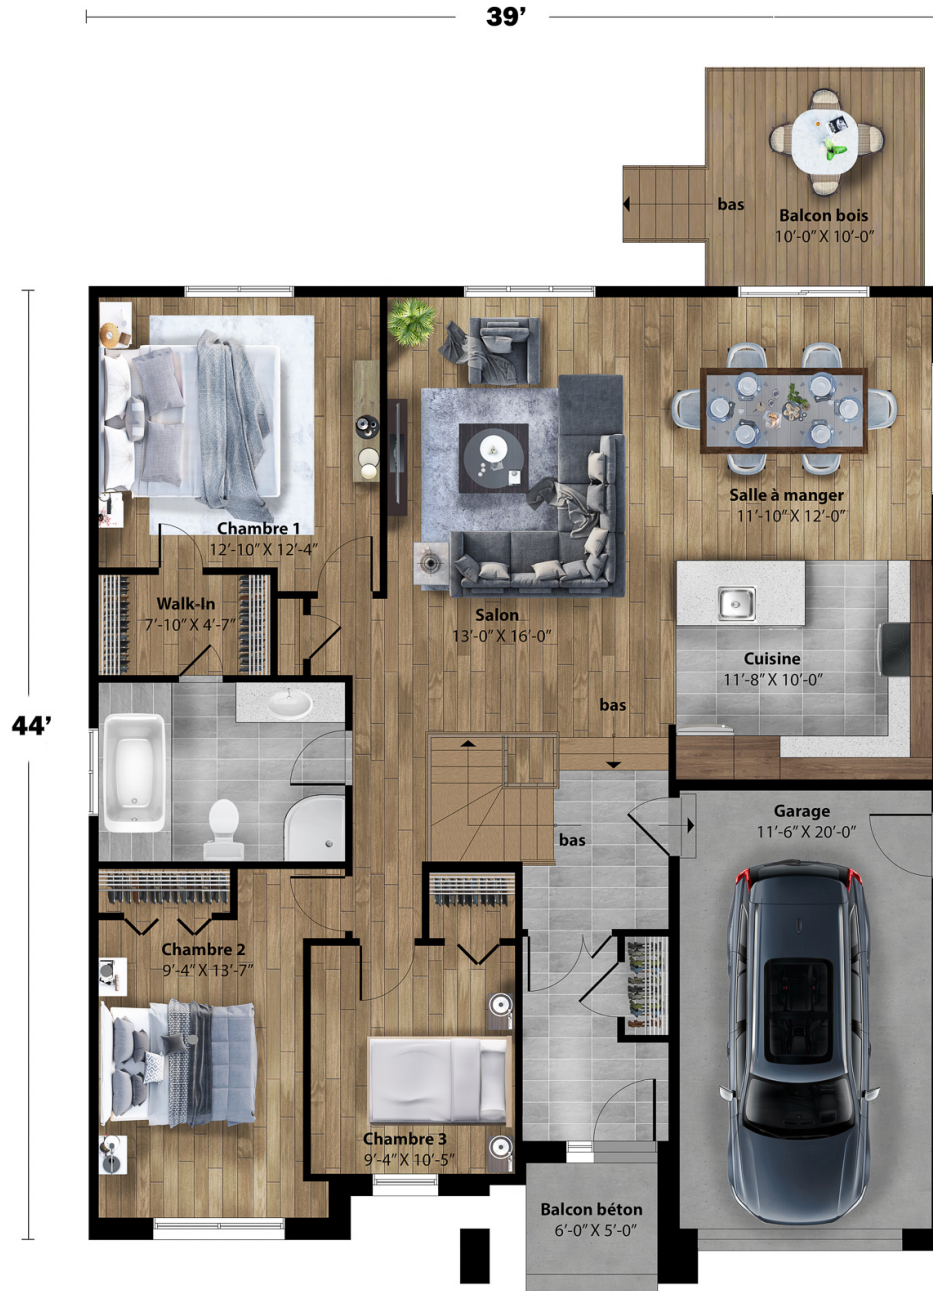 39’
bas
Balcon bois
10’-0” X 10’-0”
Chambre 1
12’-10” X 12’-4”
Salle à manger
11’-10” X 12’-0”
Walk-In
7’-10” X 4’-7”
Salon
13’-0” X 16’-0”
Cuisine
11’-8” X 10’-0”
44’
bas
bas
Garage
11’-6” X 20’-0”
Chambre 2
9’-4” X 13’-7”
Chambre 3
9’-4” X 10’-5”
Balcon béton
6’-0” X 5’-0”